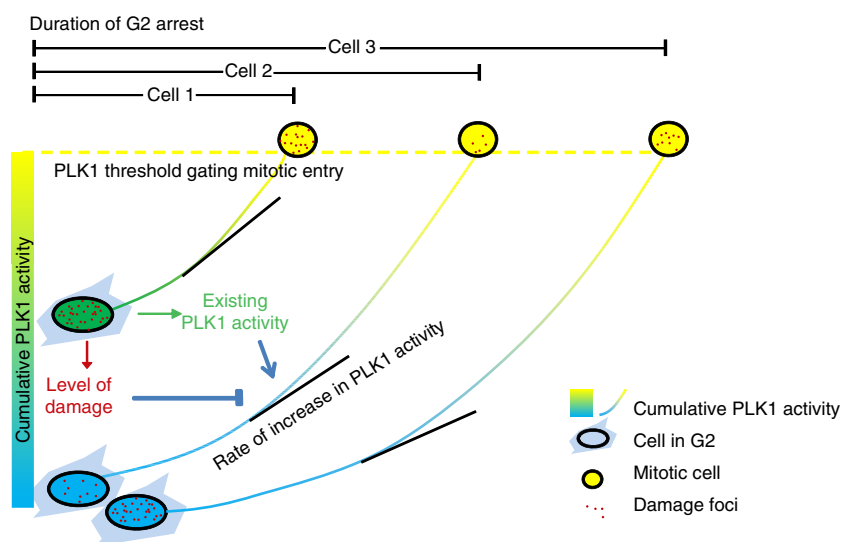 Duration of G2 arrest
Cell 3
Cell 2
Cell 1
PLK1 threshold gating mitotic entry
Cumulative PLK1 activity
Existing
PLK1 activity
Level of
damage
Rate of increase in PLK1 activity
Cumulative PLK1 activity
Cell in G2
Mitotic cell
Damage foci